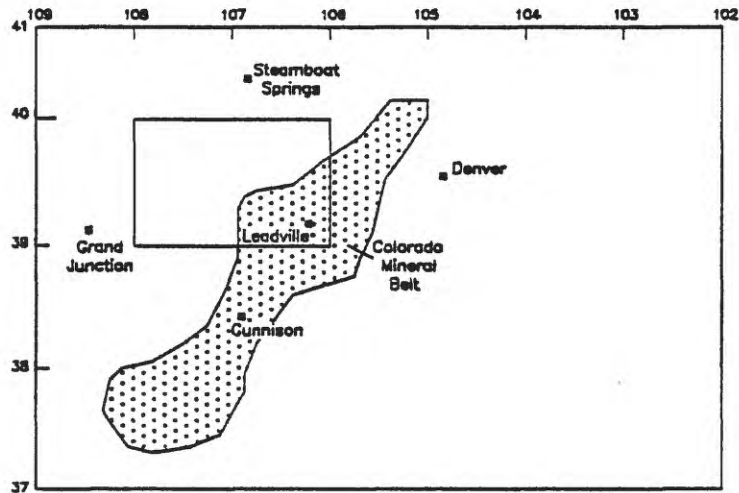 109 108 107 106 105 104 103 102
41
Steamboat
Springs
40
Denver
39
Leadville
Grand
Junction
Colorado
Mineral
Belt
Gunnison
38
37